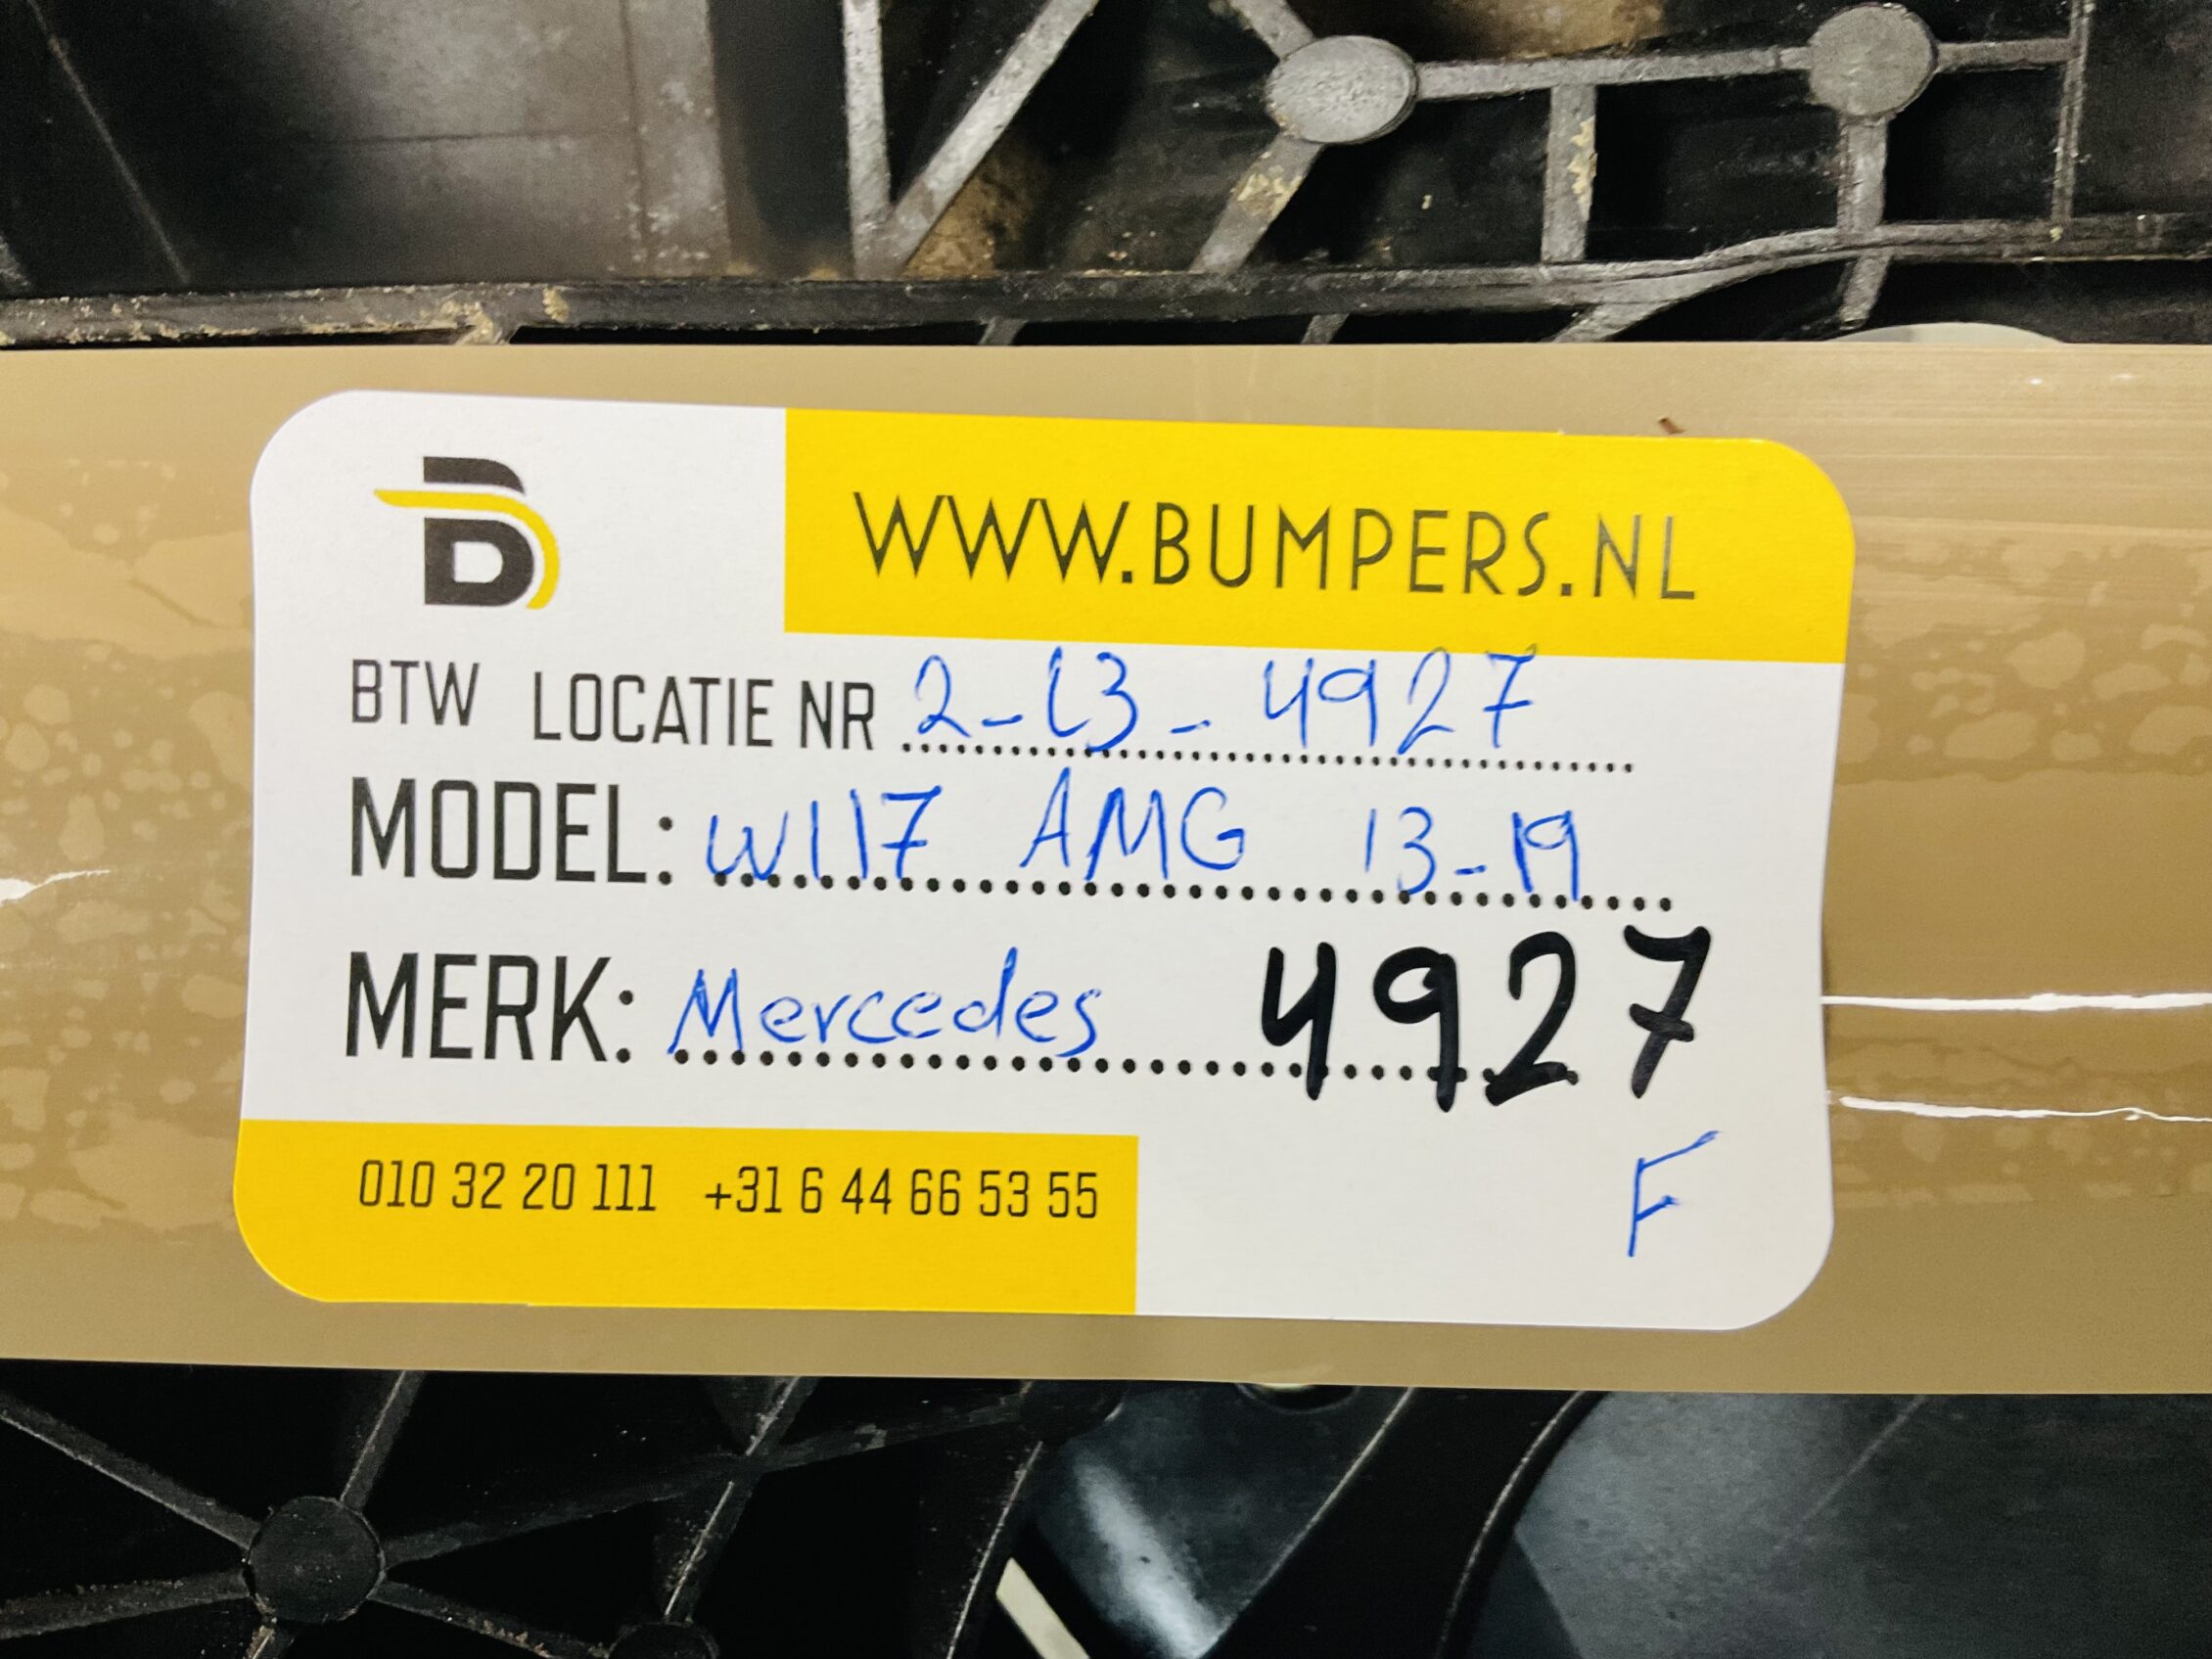 WWW.BUMPERS.NL
BTW LOCATIE NR 2-L3-4927
MODEL: W117 AMG 13-19
MERK: Mercedes 4927
010 32 20 111 +31 6 44 66 53 55
F